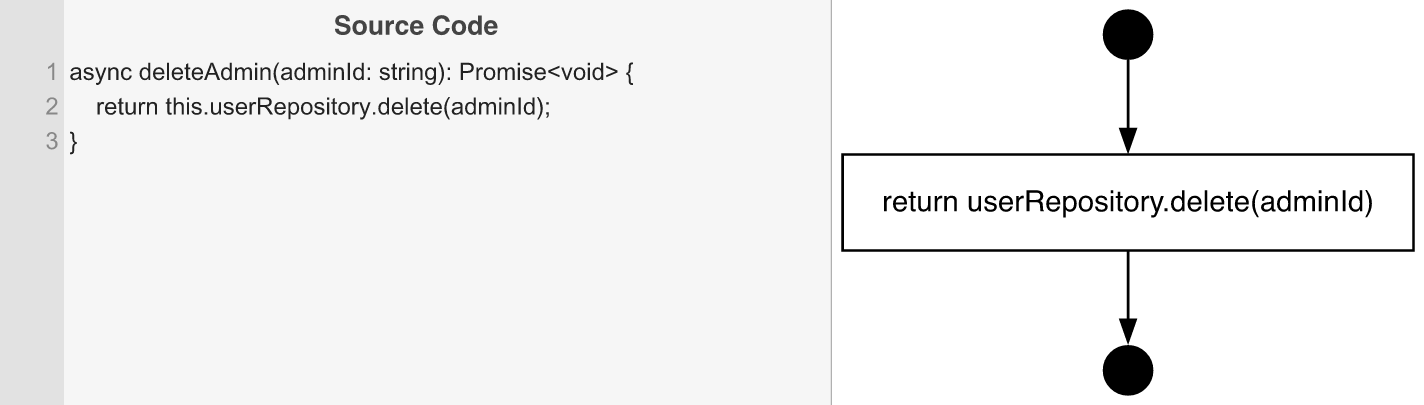 Source Code
1 async deleteAdmin(adminId: string): Promise<void> {
2 return this.userRepository.delete(adminId);
3 }
return userRepository.delete(adminId)